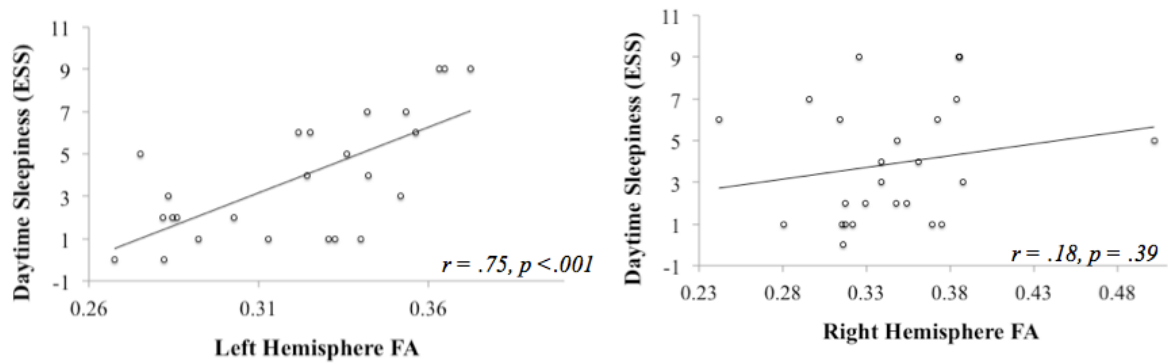 Daytime Sleepiness (ESS)
11
9
7
5
3
1
-1
0.26 0.31 0.36
r = .75, p <.001
Left Hemisphere FA
Daytime Sleepiness (ESS)
11
9
7
5
3
1
-1
0.23 0.28 0.33 0.38 0.43 0.48
r = .18, p = .39
Right Hemisphere FA